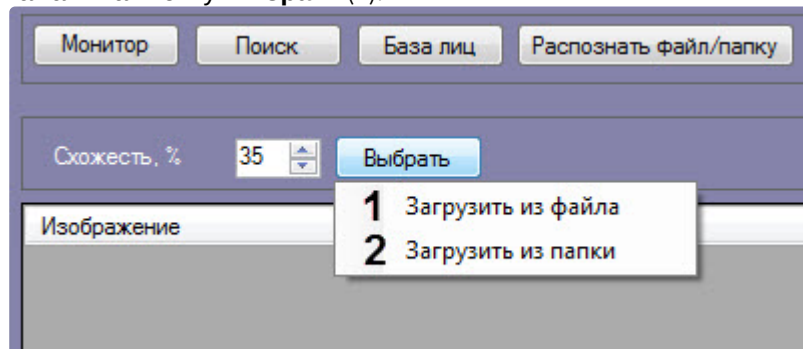 Монитор Поиск База лиц Распознать файл/папку
Схожесть, % 35 Выбрать
1 Загрузить из файла
Изображение
2 Загрузить из папки